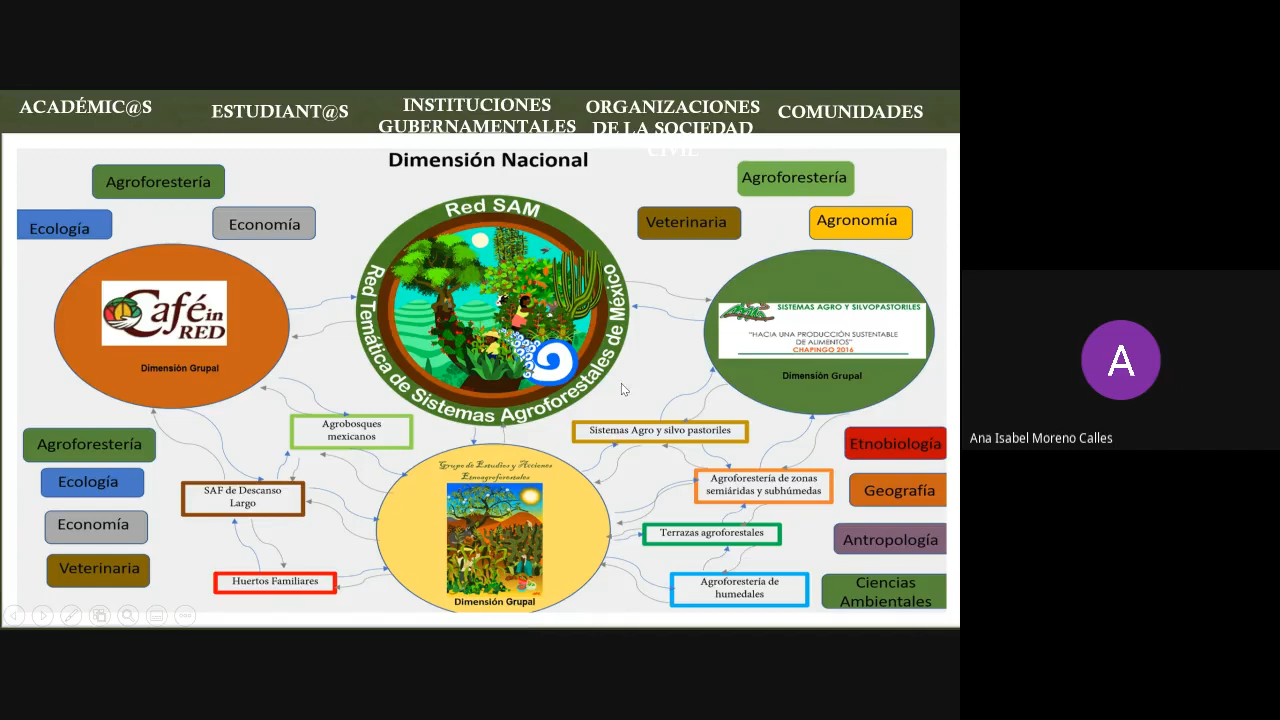 ACADÉMIC@S
ESTUDIANT@S
INSTITUCIONES
GUBERNAMENTALES
ORGANIZACIONES
DE LA SOCIEDAD
CIVIL
COMUNIDADES
Dimensión Nacional
Agroforestería
Ecología
Economía
Agroforestería
Veterinaria
Agronomía
Red SAM
Red Temática de Sistemas Agroforestales de México
Café in
RED
Dimensión Grupal
SISTEMAS AGRO Y SILVOPASTORILES
"HACIA UNA PRODUCCIÓN SUSTENTABLE
DE ALIMENTOS"
CHAPINGO 2016
Dimensión Grupal
Agrobosques
mexicanos
Sistemas Agro y silvo pastoriles
Agroforestería
Ecología
Economía
Veterinaria
SAF de Descanso
Largo
Huertos Familiares
Grupo de Estudios y Acciones
Etnoagroforestales
Dimensión Grupal
Agroforestería de zonas
semiáridas y subhúmedas
Terrazas agroforestales
Agroforestería de
humedales
Etnobiología
Geografía
Antropología
Ciencias
Ambientales
A
Ana Isabel Moreno Calles